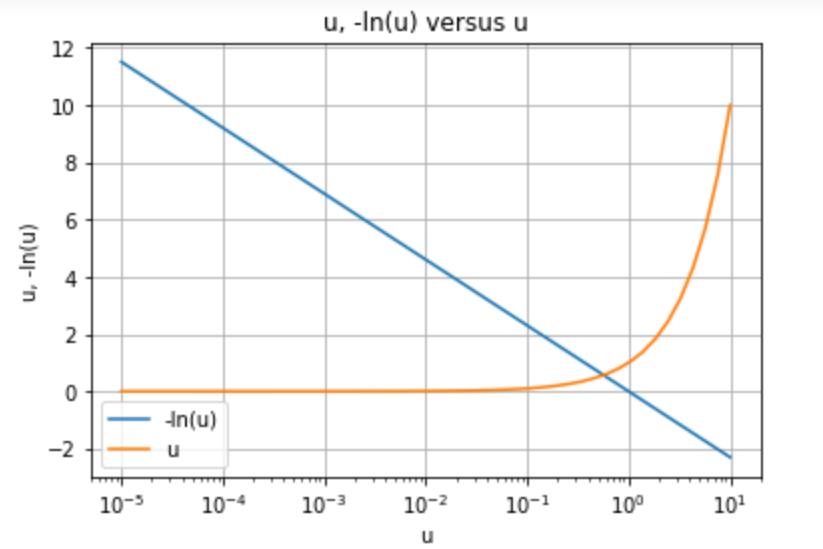 u, -ln(u) versus u
12
10
8
6
4
2
0
−2
u, -ln(u)
-ln(u)
u
10⁻⁵ 10⁻⁴ 10⁻³ 10⁻² 10⁻¹ 10⁰ 10¹
u